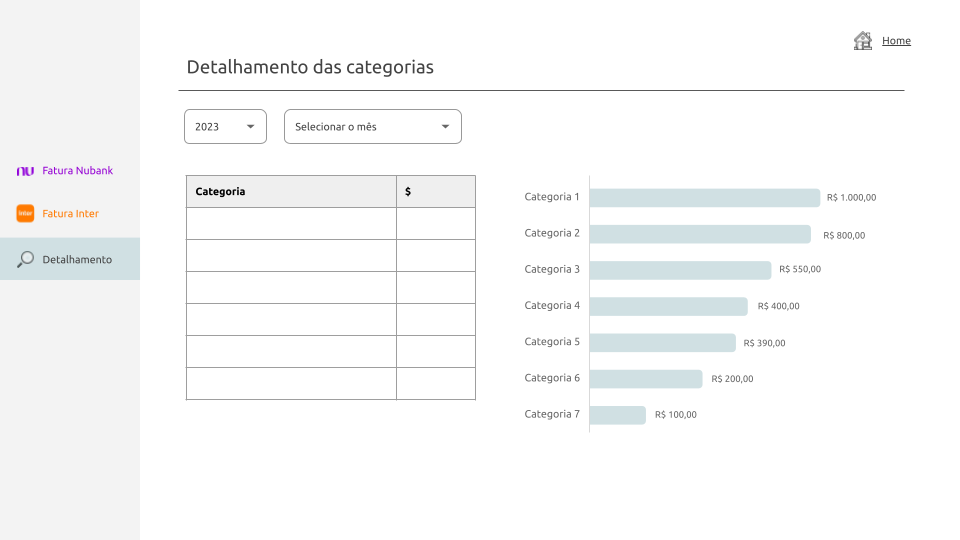 Home
Detalhamento das categorias
2023
Selecionar o mês
nu Fatura Nubank
inter Fatura Inter
Detalhamento
Categoria $
Categoria 1 R$ 1.000,00
Categoria 2 R$ 800,00
Categoria 3 R$ 550,00
Categoria 4 R$ 400,00
Categoria 5 R$ 390,00
Categoria 6 R$ 200,00
Categoria 7 R$ 100,00